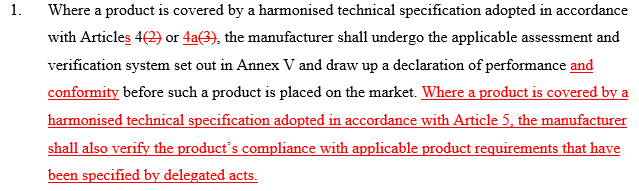 1. Where a product is covered by a harmonised technical specification adopted in accordance
with Articles 4(2) or 4a(3), the manufacturer shall undergo the applicable assessment and
verification system set out in Annex V and draw up a declaration of performance and
conformity before such a product is placed on the market. Where a product is covered by a
harmonised technical specification adopted in accordance with Article 5, the manufacturer
shall also verify the product's compliance with applicable product requirements that have
been specified by delegated acts.